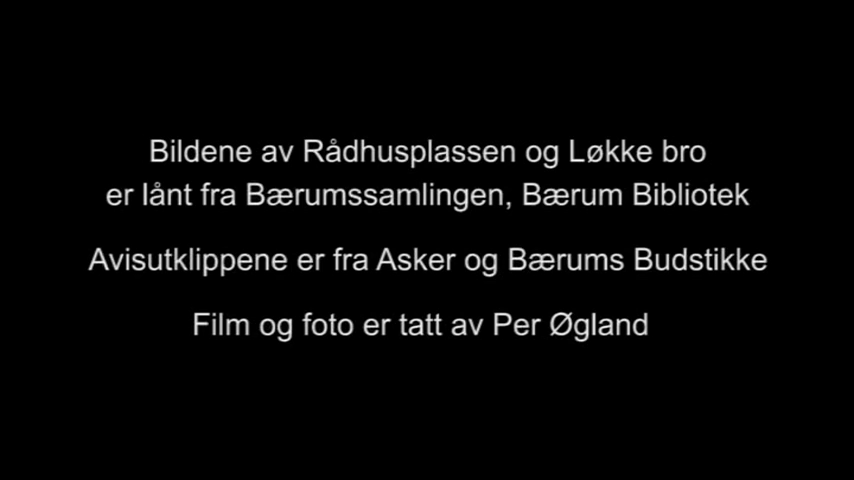 Bildene av Rådhusplassen og Løkke bro
er lånt fra Bærumssamlingen, Bærum Bibliotek
Avisutklippene er fra Asker og Bærums Budstikke
Film og foto er tatt av Per Øgland